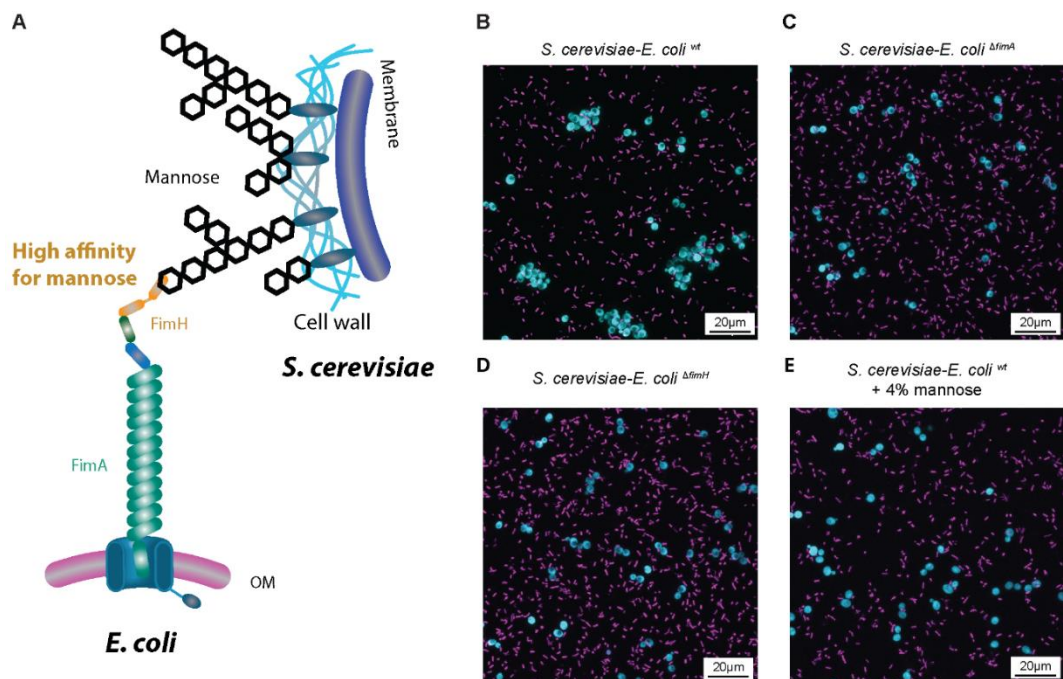 A
Mannose
Membrane
High affinity
for mannose
FimH
Cell wall
S. cerevisiae
FimA
OM
E. coli
B
S. cerevisiae-E. coli wt
20µm
C
S. cerevisiae-E. coli ΔfimA
20µm
D
S. cerevisiae-E. coli ΔfimH
20µm
E
S. cerevisiae-E. coli wt
+ 4% mannose
20µm